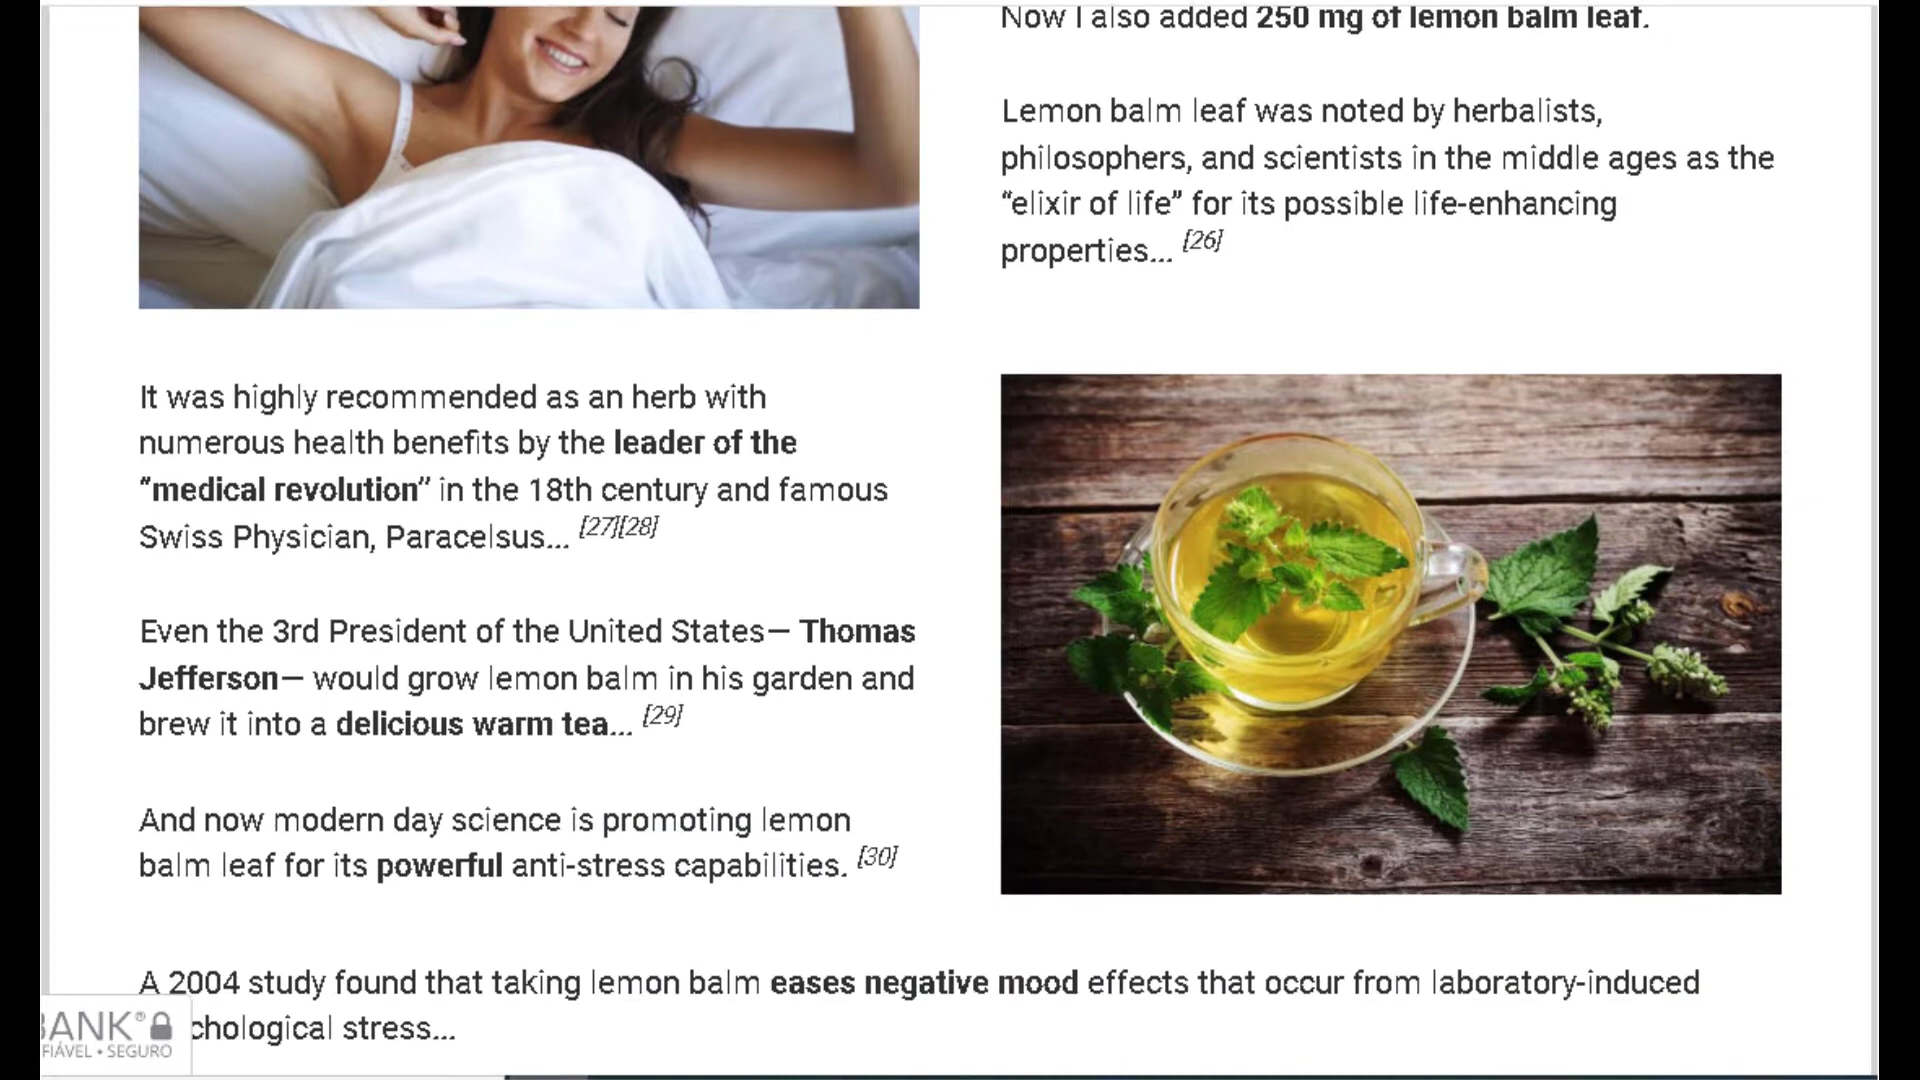 Now I also added 250 mg of lemon balm leaf.
Lemon balm leaf was noted by herbalists,
philosophers, and scientists in the middle ages as the
“elixir of life” for its possible life-enhancing
properties... [26]
It was highly recommended as an herb with
numerous health benefits by the leader of the
“medical revolution” in the 18th century and famous
Swiss Physician, Paracelsus... [27][28]
Even the 3rd President of the United States— Thomas
Jefferson— would grow lemon balm in his garden and
brew it into a delicious warm tea... [29]
And now modern day science is promoting lemon
balm leaf for its powerful anti-stress capabilities. [30]
A 2004 study found that taking lemon balm eases negative mood effects that occur from laboratory-induced
chological stress...
BANK®
FIÁVEL • SEGURO